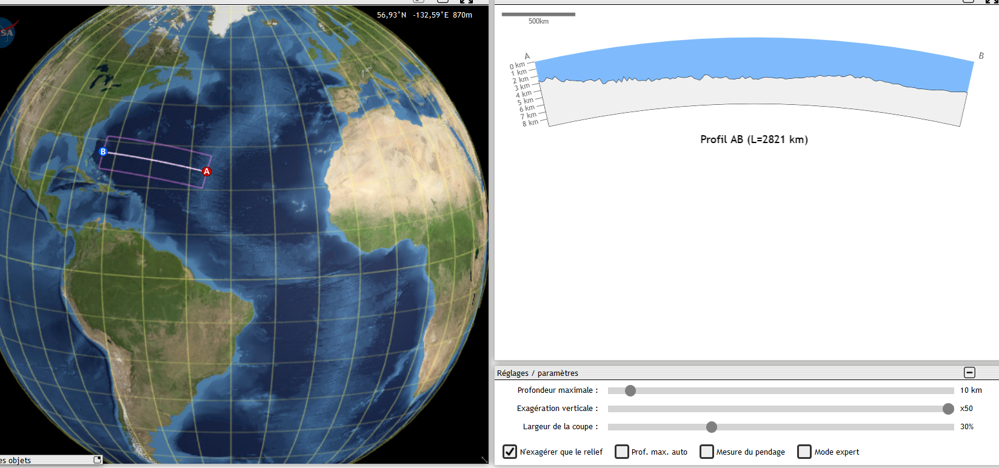 56,93°N -132,59°E 870m
SA
B
A
es objets
500km
A
B
0 km
1 km
2 km
3 km
4 km
5 km
6 km
7 km
8 km
Profil AB (L=2821 km)
Réglages / paramètres
Profondeur maximale : 10 km
Exagération verticale : x50
Largeur de la coupe : 30%
N'exagérer que le relief Prof. max. auto Mesure du pendage Mode expert